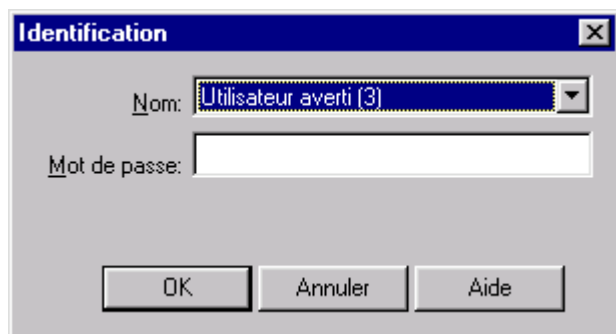 Identification
Nom: Utilisateur averti (3)
Mot de passe:
OK Annuler Aide